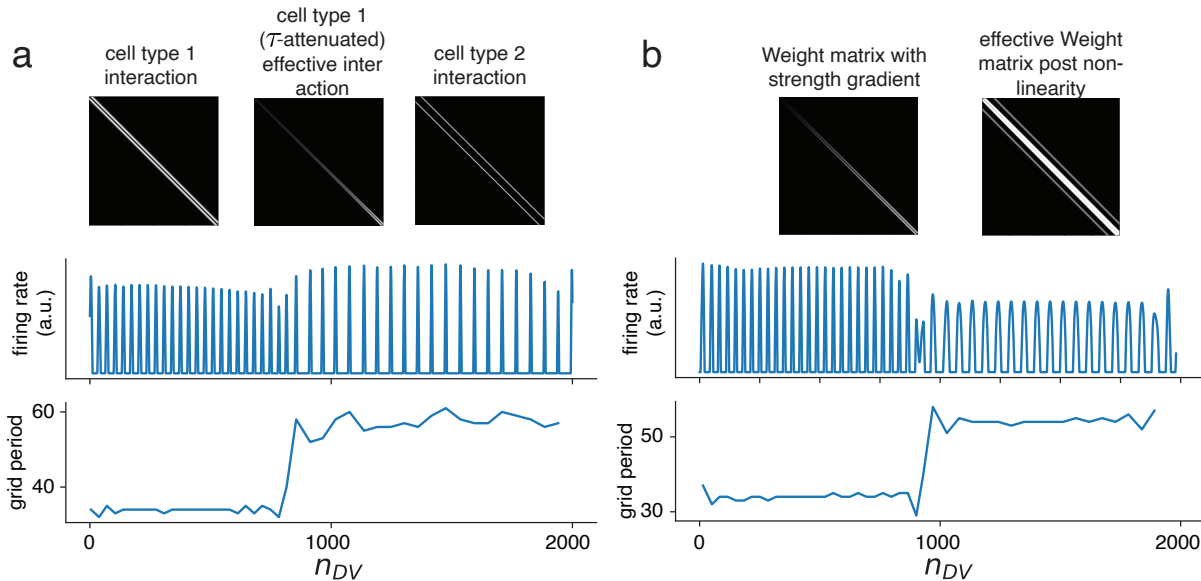 a
cell type 1
interaction
cell type 1
(τ-attenuated)
effective inter
action
cell type 2
interaction
firing rate
(a.u.)
grid period
60
40
0
1000
2000
n_DV
b
Weight matrix with
strength gradient
effective Weight
matrix post non-
linearity
firing rate
(a.u.)
grid period
50
30
0
1000
2000
n_DV